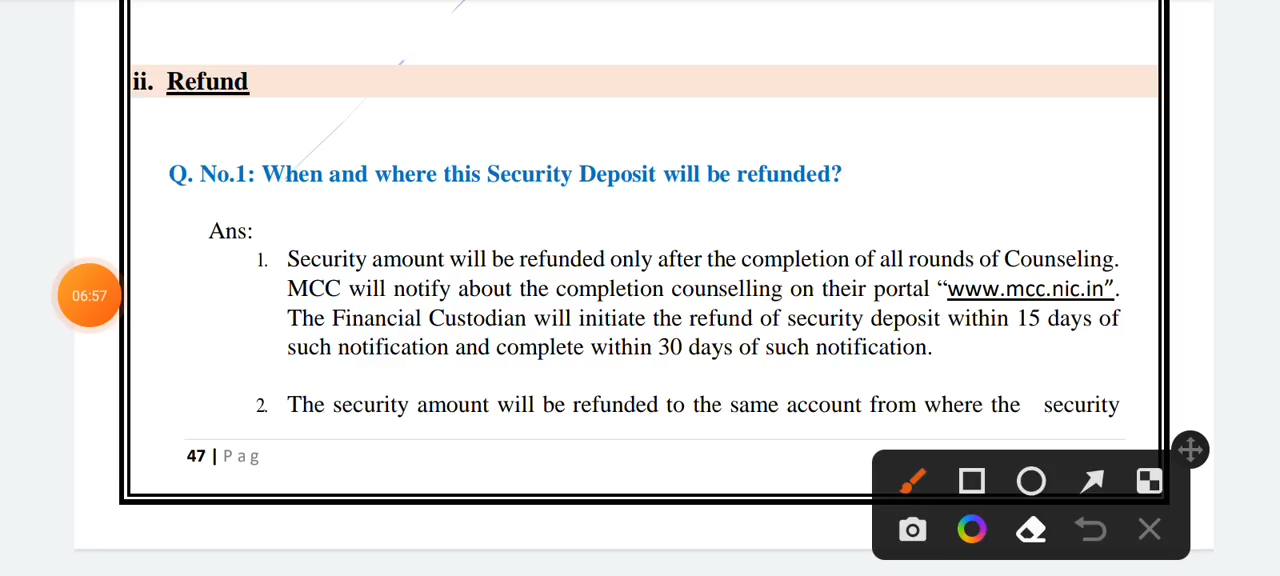 ii. Refund
Q. No.1: When and where this Security Deposit will be refunded?
Ans:
1. Security amount will be refunded only after the completion of all rounds of Counseling.
MCC will notify about the completion counselling on their portal “www.mcc.nic.in”.
06:57
The Financial Custodian will initiate the refund of security deposit within 15 days of
such notification and complete within 30 days of such notification.
2. The security amount will be refunded to the same account from where the security
47 | P a g